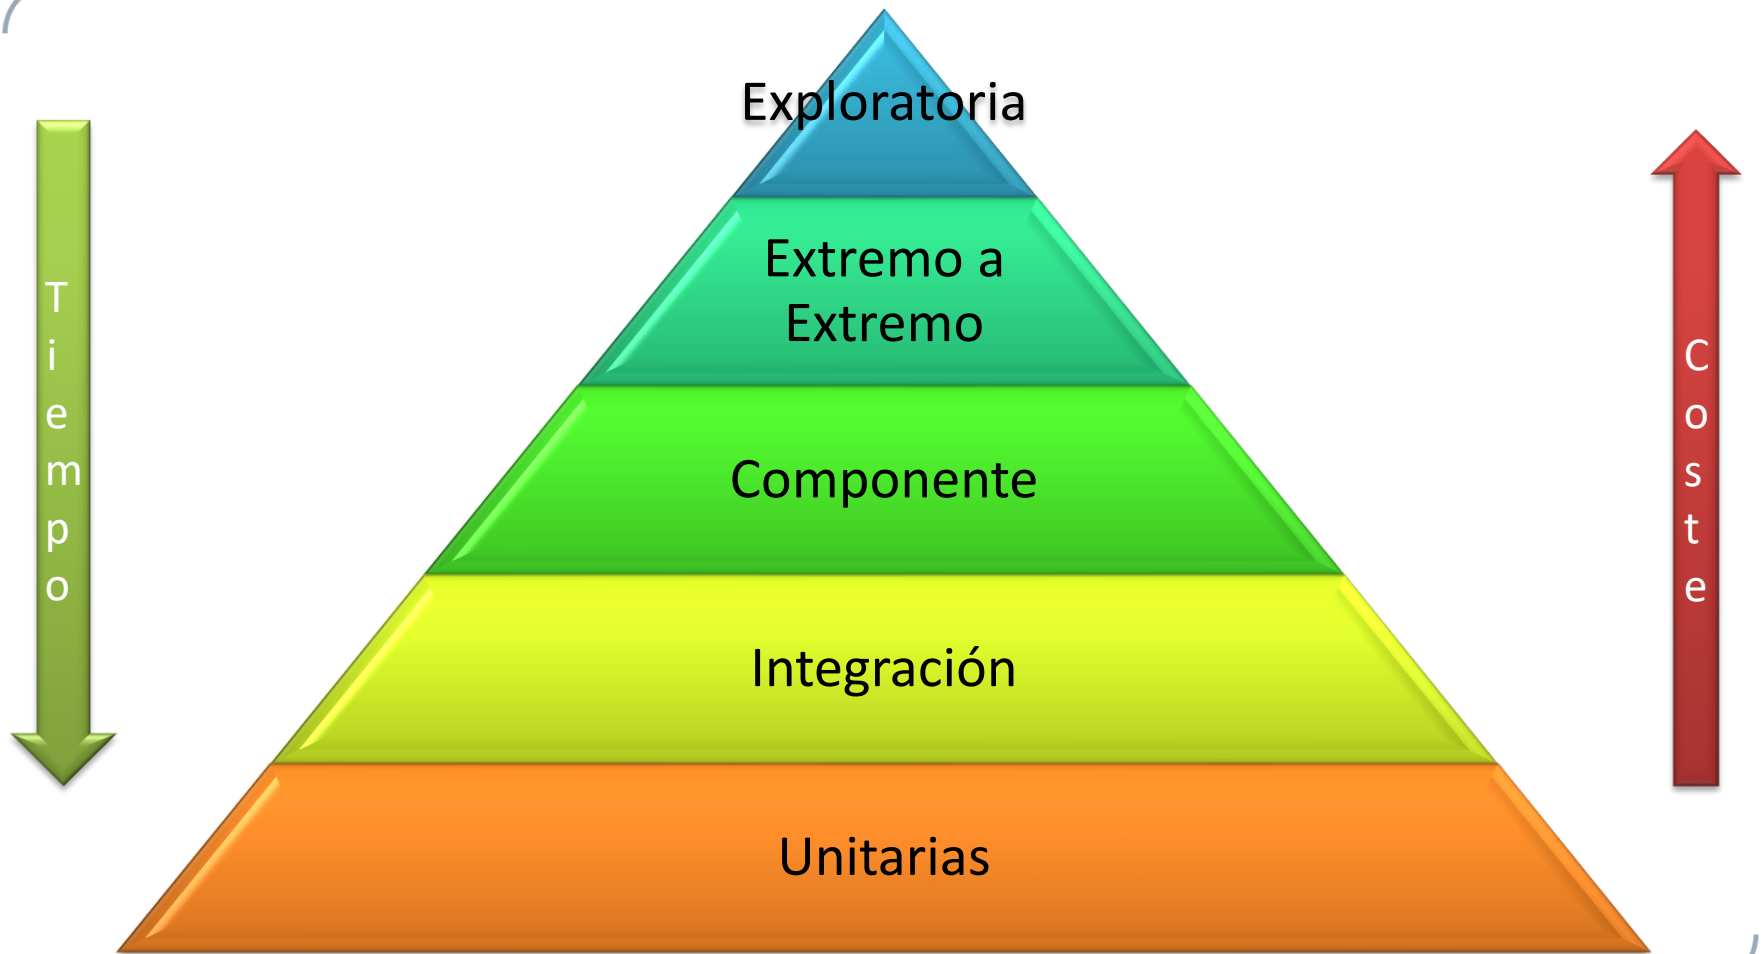 Exploratoria
Extremo a
Extremo
Componente
Integración
Unitarias
Tiempo
Coste